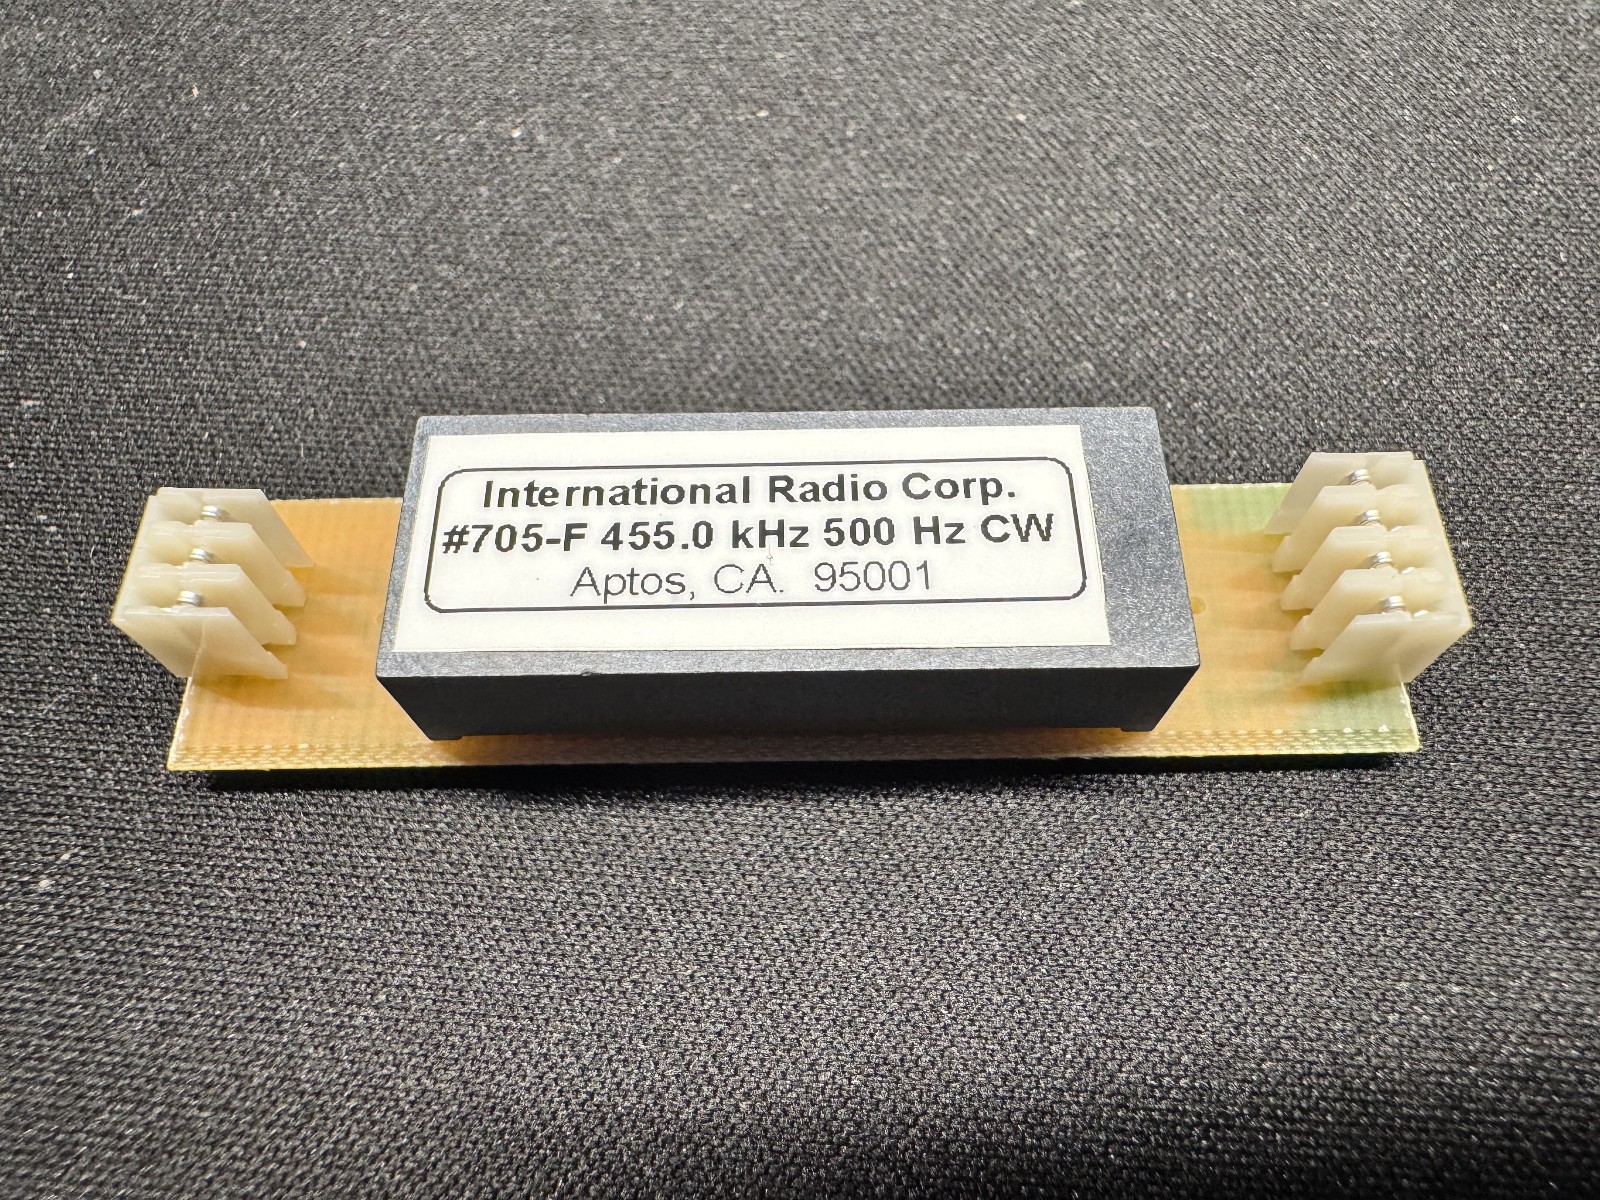 International Radio Corp.
#705-F 455.0 kHz 500 Hz CW
Aptos, CA. 95001